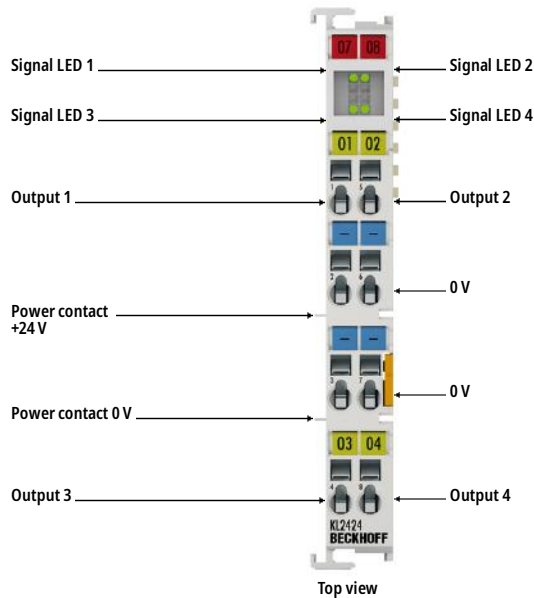 07 08
Signal LED 1
Signal LED 2
Signal LED 3
Signal LED 4
01 02
1 5
Output 1
Output 2
- -
2 6
0 V
Power contact
+24 V
- -
3 7
0 V
Power contact 0 V
03 04
4 8
Output 3
Output 4
KL2424
BECKHOFF
Top view